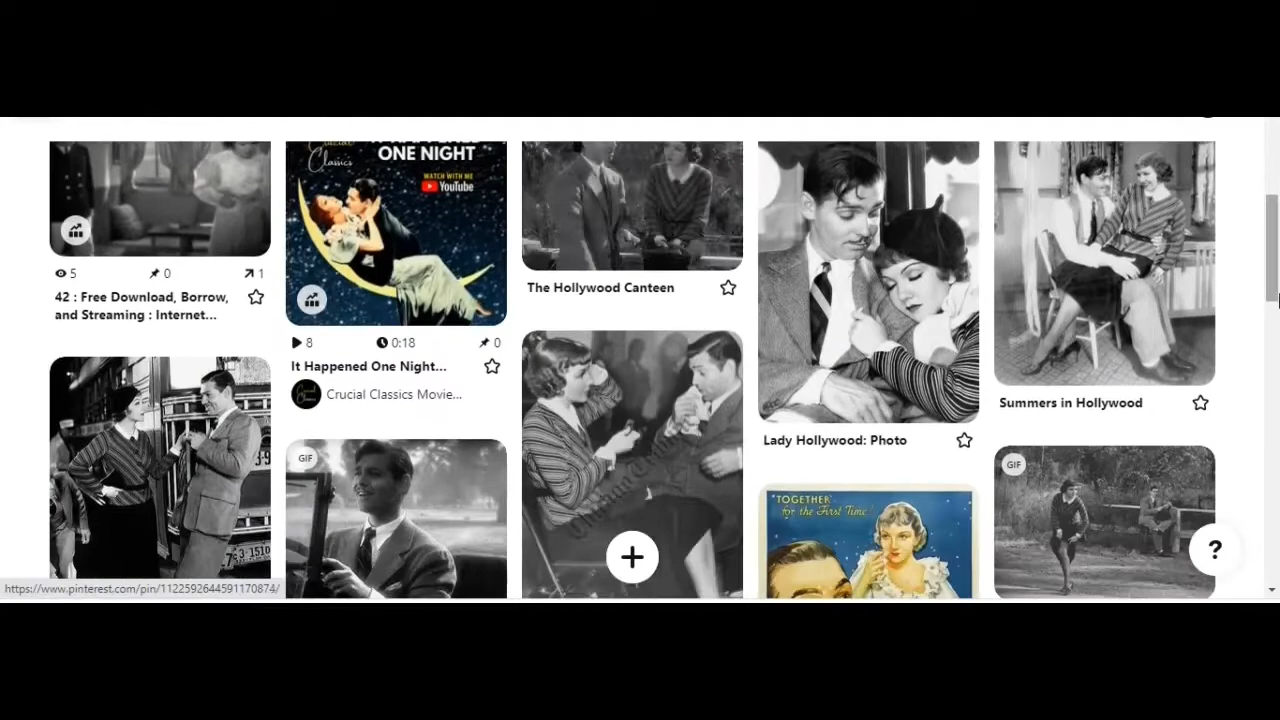 Crucial
Classics
ONE NIGHT
WATCH WITH ME
YouTube
5
0
1
42 : Free Download, Borrow,
and Streaming : Internet...
8
0:18
0
It Happened One Night...
Crucial Classics Movie...
GIF
The Hollywood Canteen
Lady Hollywood: Photo
"TOGETHER"
for the First Time!
Summers in Hollywood
GIF
?
https://www.pinterest.com/pin/1122592644591170874/